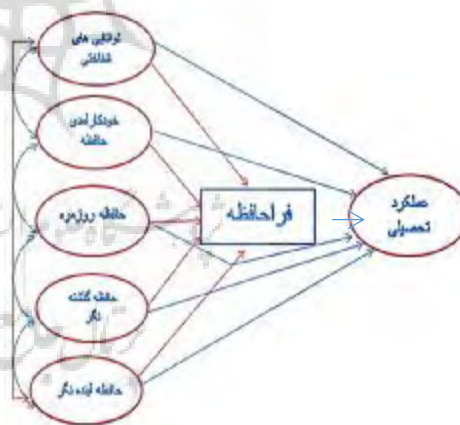 توانایی های
شناختی
خودکارآمدی
حافظه
حافظه روزمره
حافظه گذشته
نگر
حافظه آینده نگر
فراحافظه
عملکرد
تحصیلی